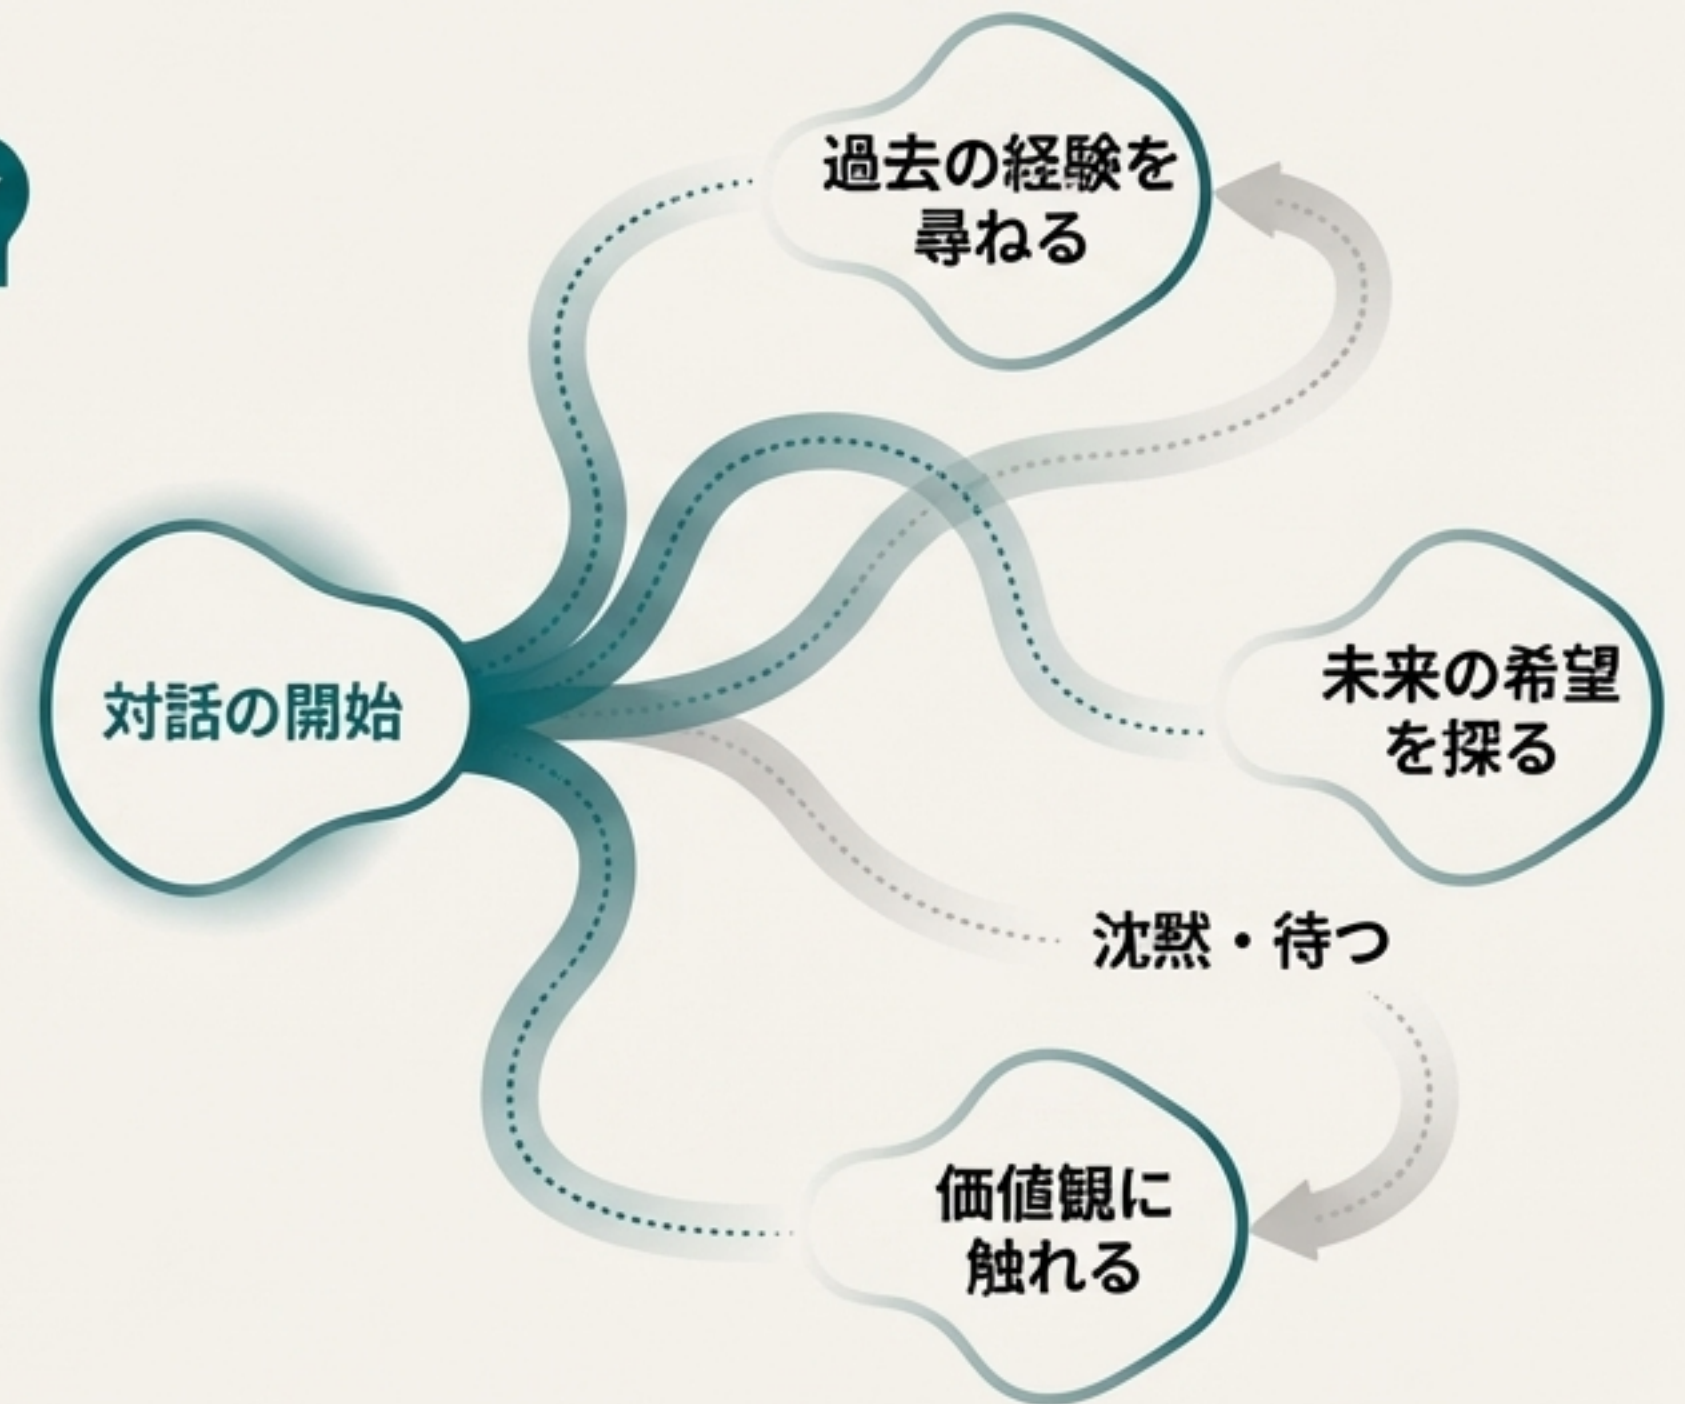 過去の経験を
尋ねる
対話の開始
未来の希望
を探る
沈黙・待つ
価値観に
触れる